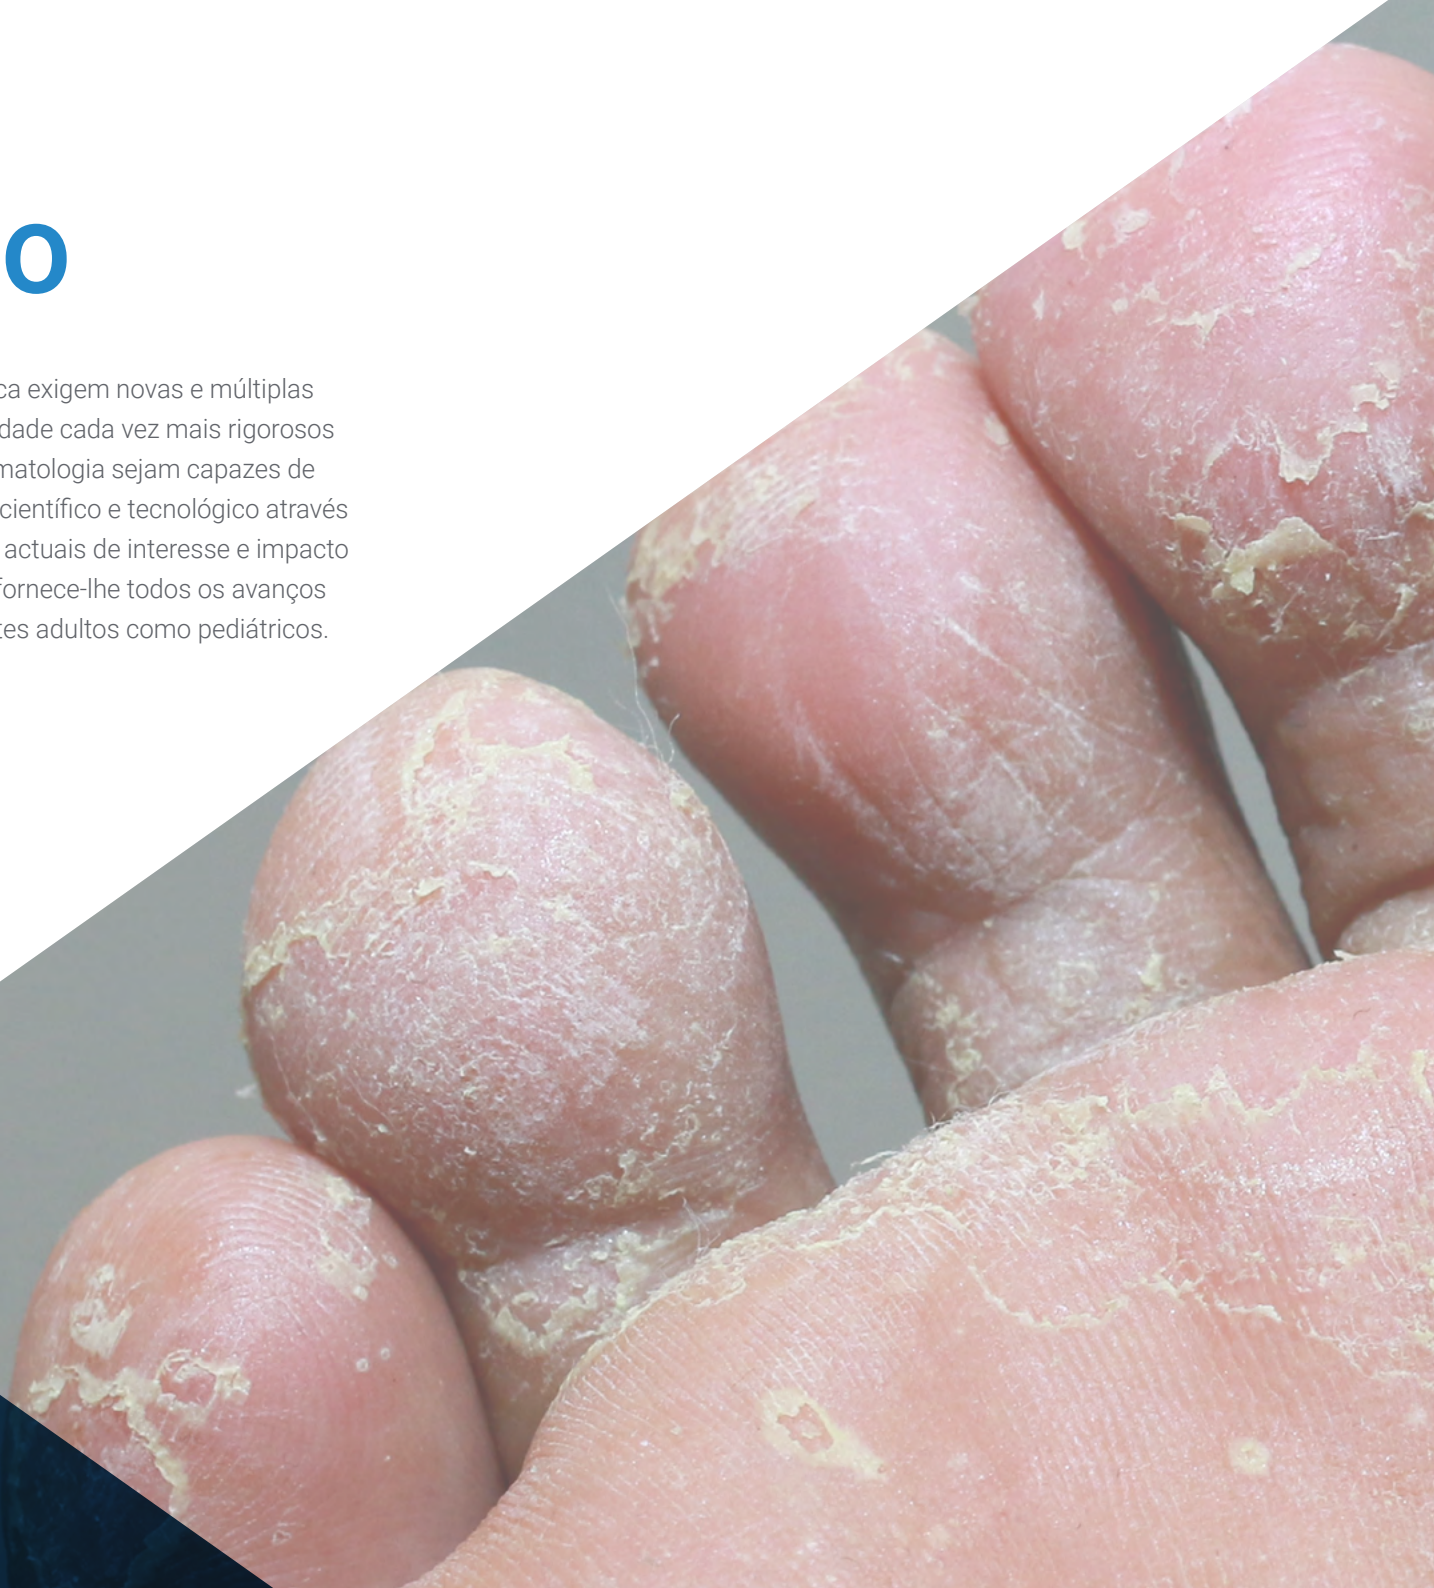 o
ca exigem novas e múltiplas
dade cada vez mais rigorosos
matologia sejam capazes de
científico e tecnológico através
actuais de interesse e impacto
fornece-lhe todos os avanços
tes adultos como pediátricos.